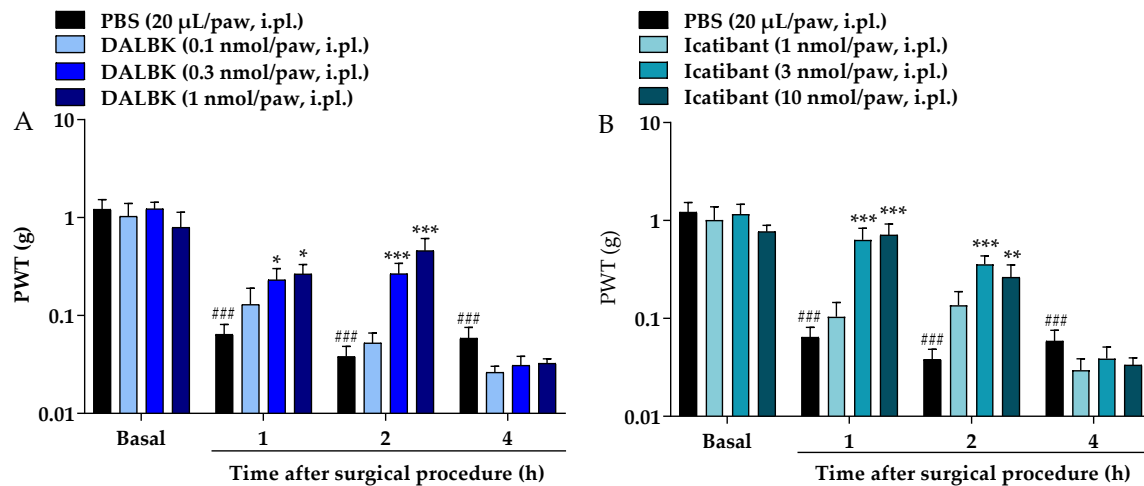 PBS (20 μL/paw, i.pl.)
DALBK (0.1 nmol/paw, i.pl.)
DALBK (0.3 nmol/paw, i.pl.)
DALBK (1 nmol/paw, i.pl.)
A
10
1
0.1
0.01
PWT (g)
###
*
*
###
***
***
###
Basal
1
2
4
Time after surgical procedure (h)
PBS (20 μL/paw, i.pl.)
Icatibant (1 nmol/paw, i.pl.)
Icatibant (3 nmol/paw, i.pl.)
Icatibant (10 nmol/paw, i.pl.)
B
10
1
0.1
0.01
PWT (g)
###
***
***
###
***
**
###
Basal
1
2
4
Time after surgical procedure (h)